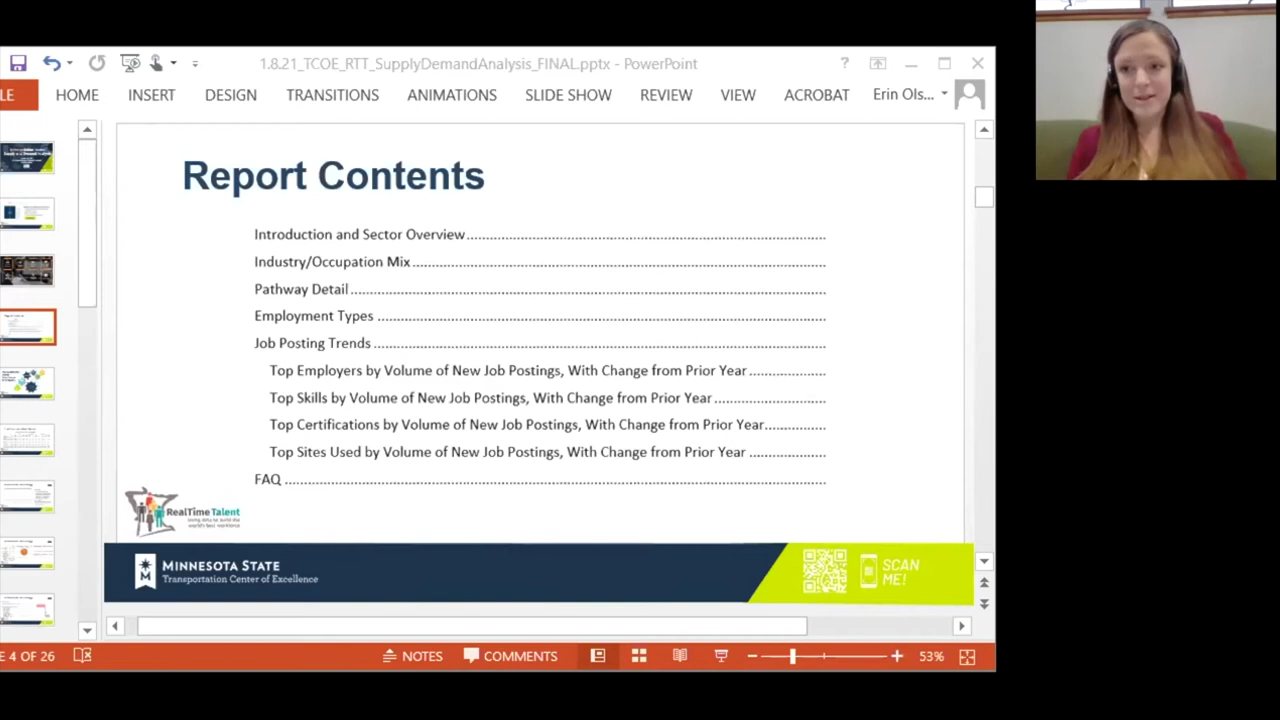 1.8.21_TCOE_RTT_SupplyDemandAnalysis_FINAL.pptx - PowerPoint
HOME INSERT DESIGN TRANSITIONS ANIMATIONS SLIDE SHOW REVIEW VIEW ACROBAT Erin Ols...
Report Contents
Introduction and Sector Overview
Industry/Occupation Mix
Pathway Detail
Employment Types
Job Posting Trends
Top Employers by Volume of New Job Postings, With Change from Prior Year
Top Skills by Volume of New Job Postings, With Change from Prior Year
Top Certifications by Volume of New Job Postings, With Change from Prior Year
Top Sites Used by Volume of New Job Postings, With Change from Prior Year
FAQ
RealTimeTalent
MINNESOTA STATE
Transportation Center of Excellence
SCAN
ME!
4 OF 26 NOTES COMMENTS 53%